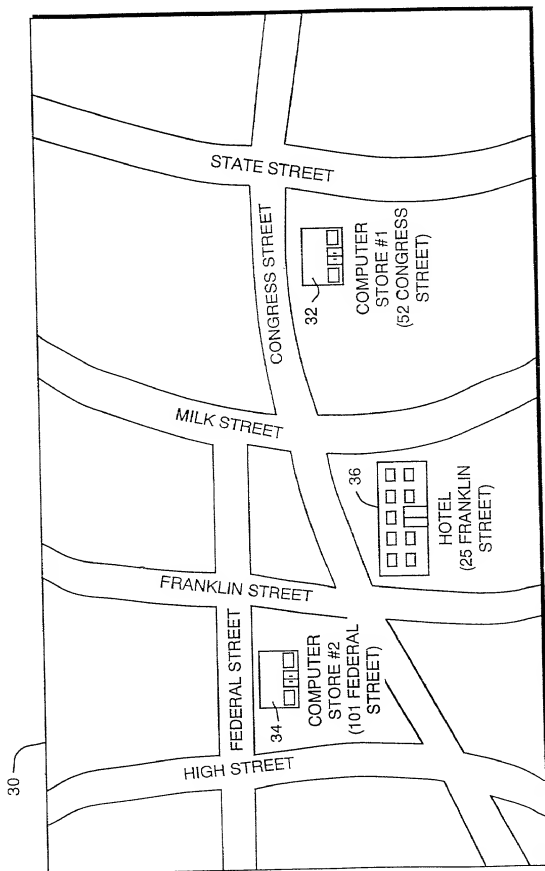 30
STATE STREET
CONGRESS STREET
32
COMPUTER
STORE #1
(52 CONGRESS
STREET)
MILK STREET
36
HOTEL
(25 FRANKLIN
STREET)
FRANKLIN STREET
FEDERAL STREET
34
COMPUTER
STORE #2
(101 FEDERAL
STREET)
HIGH STREET